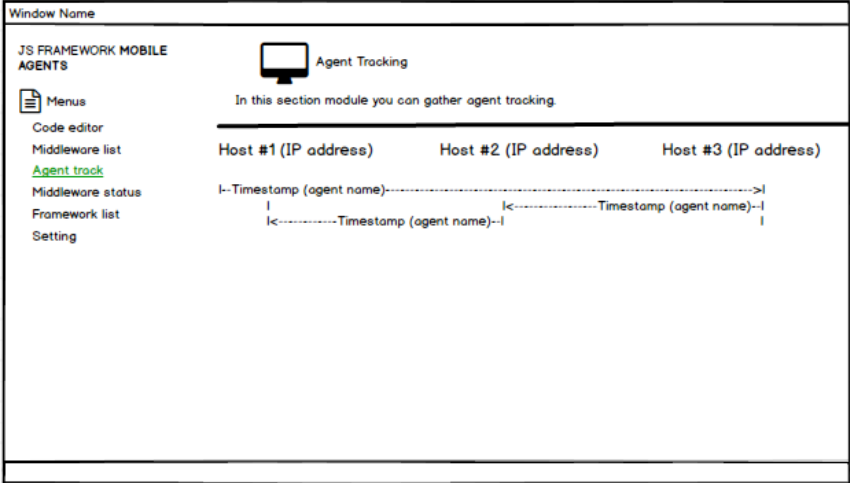 Window Name
JS FRAMEWORK MOBILE
AGENTS
Menus
Code editor
Middleware list
Agent track
Middleware status
Framework list
Setting
Agent Tracking
In this section module you can gather agent tracking.
Host #1 (IP address) Host #2 (IP address) Host #3 (IP address)
I--Timestamp (agent name)------------------------------------------------------------------>I
I I<-----------------Timestamp (agent name)--I
I<------------Timestamp (agent name)--I I